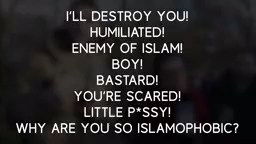 I'LL DESTROY YOU!
HUMILIATED!
ENEMY OF ISLAM!
BOY!
BASTARD!
YOU'RE SCARED!
LITTLE P*SSY!
WHY ARE YOU SO ISLAMOPHOBIC?